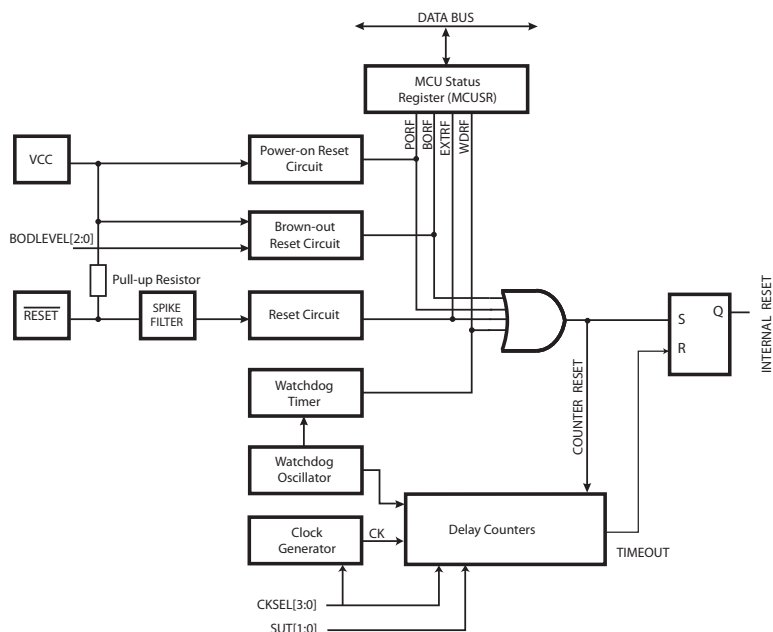 DATA BUS
MCU Status
Register (MCUSR)
PORF
BORF
EXTRF
WDRF
VCC
Power-on Reset
Circuit
BODLEVEL[2:0]
Brown-out
Reset Circuit
Pull-up Resistor
RESET
SPIKE
FILTER
Reset Circuit
S
Q
R
INTERNAL RESET
Watchdog
Timer
COUNTER RESET
Watchdog
Oscillator
Clock
Generator
CK
Delay Counters
TIMEOUT
CKSEL[3:0]
SUT[1:0]